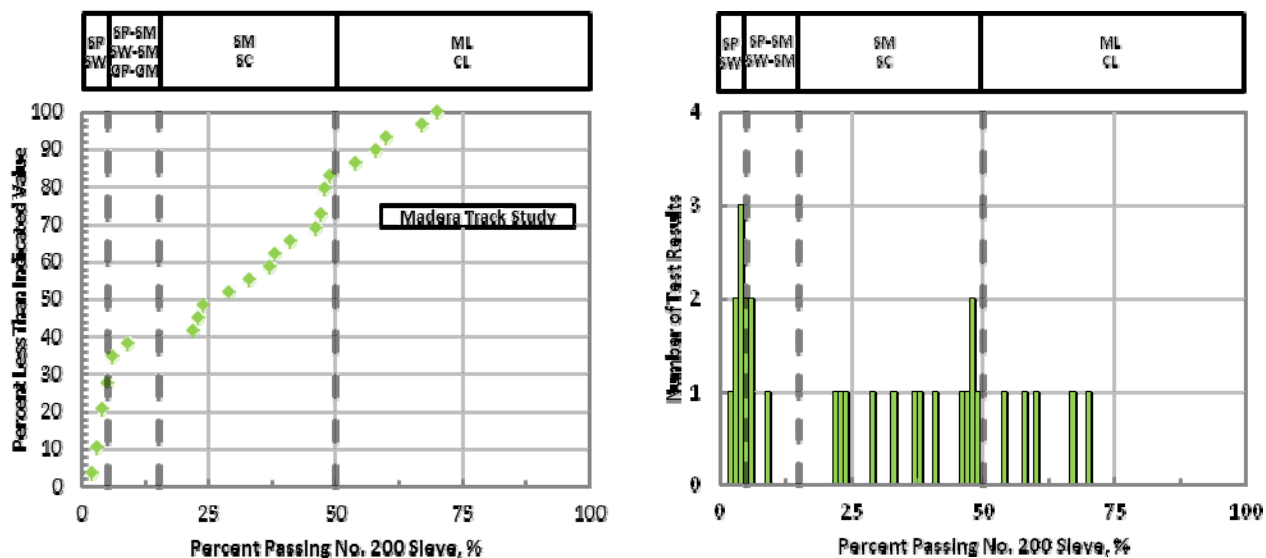 SP
SW
SP-SM
SW-SM
GP-GM
SM
SC
ML
CL
100
90
80
70
60
50
40
30
20
10
0
Percent Less Than Indicated Value
Madera Track Study
0
25
50
75
100
Percent Passing No. 200 Sieve, %
SP
SW
SP-SM
SW-SM
SM
SC
ML
CL
4
3
2
1
0
Number of Test Results
0
25
50
75
100
Percent Passing No. 200 Sieve, %